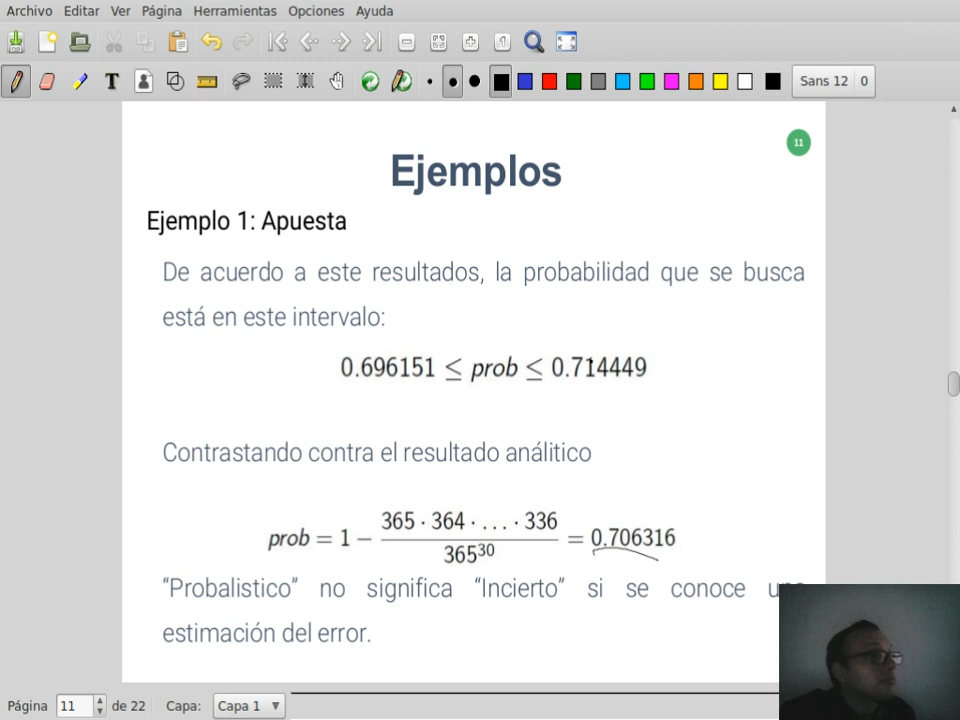 Archivo Editar Ver Página Herramientas Opciones Ayuda
Sans 12 0
11
Ejemplos
Ejemplo 1: Apuesta
De acuerdo a este resultados, la probabilidad que se busca
está en este intervalo:
0.696151 ≤ prob ≤ 0.714449
Contrastando contra el resultado análitico
prob = 1 − 365 · 364 · . . . · 336 / 365^30 = 0.706316
“Probalistico” no significa “Incierto” si se conoce
estimación del error.
Página 11 de 22 Capa: Capa 1